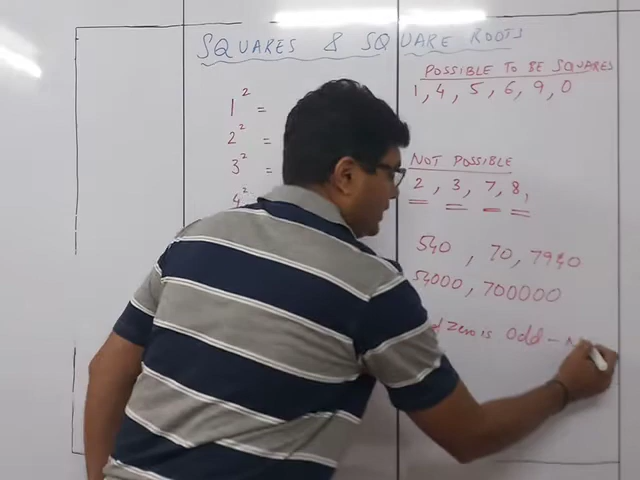 SQUARES & SQUARE ROOTS
1² =
2² =
3² =
4²
POSSIBLE TO BE SQUARES
1, 4, 5, 6, 9, 0
NOT POSSIBLE
2, 3, 7, 8,
540, 70, 7940
54000, 700000
Zero is Odd –